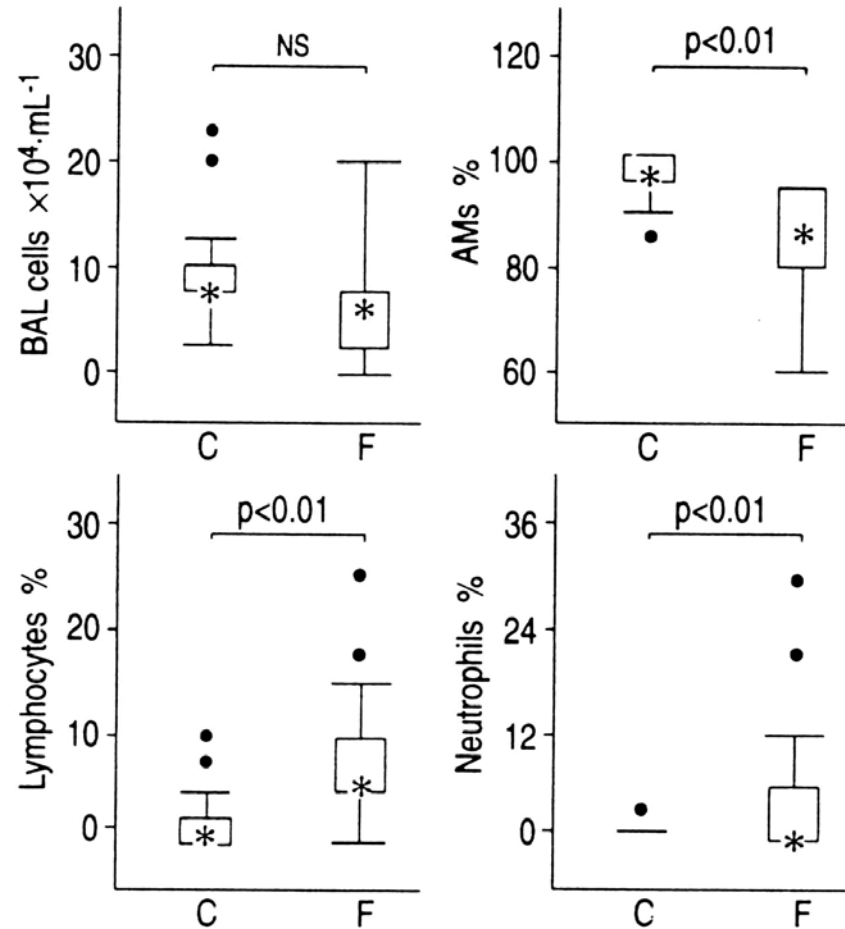 BAL cells ×10⁴·mL⁻¹
30
20
10
0
NS
C
F
AMs %
120
100
80
60
p<0.01
C
F
Lymphocytes %
30
20
10
0
p<0.01
C
F
Neutrophils %
36
24
12
0
p<0.01
C
F